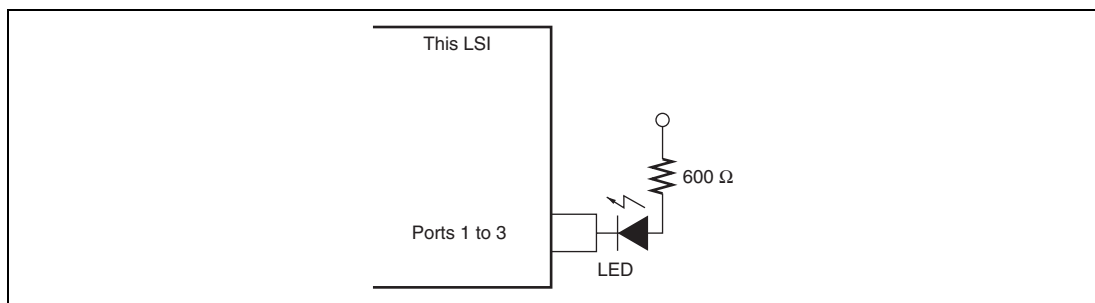 This LSI
600 Ω
Ports 1 to 3
LED